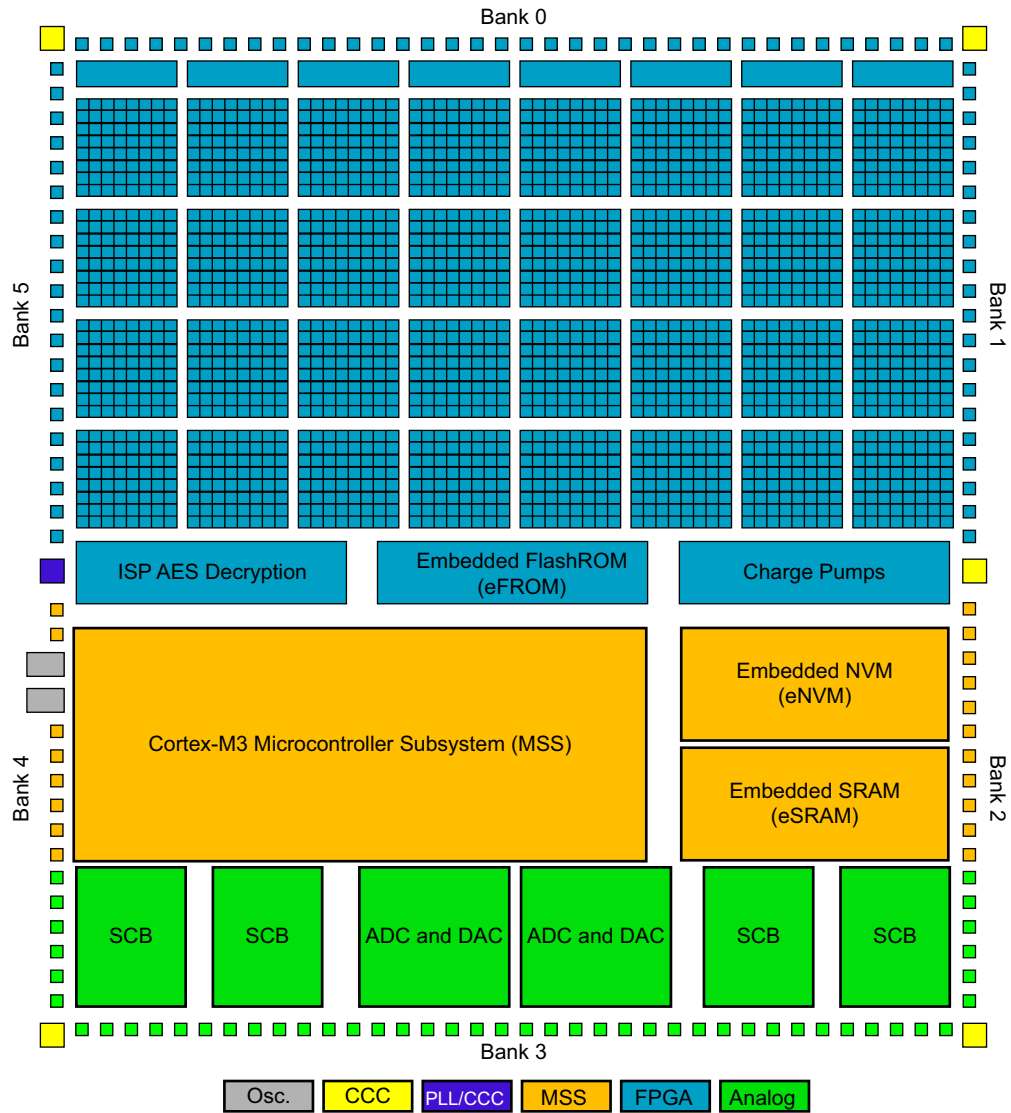 Bank 0
Bank 5
Bank 1
ISP AES Decryption
Embedded FlashROM
(eFROM)
Charge Pumps
Cortex-M3 Microcontroller Subsystem (MSS)
Embedded NVM
(eNVM)
Embedded SRAM
(eSRAM)
Bank 4
Bank 2
SCB
SCB
ADC and DAC
ADC and DAC
SCB
SCB
Bank 3
Osc.
CCC
PLL/CCC
MSS
FPGA
Analog